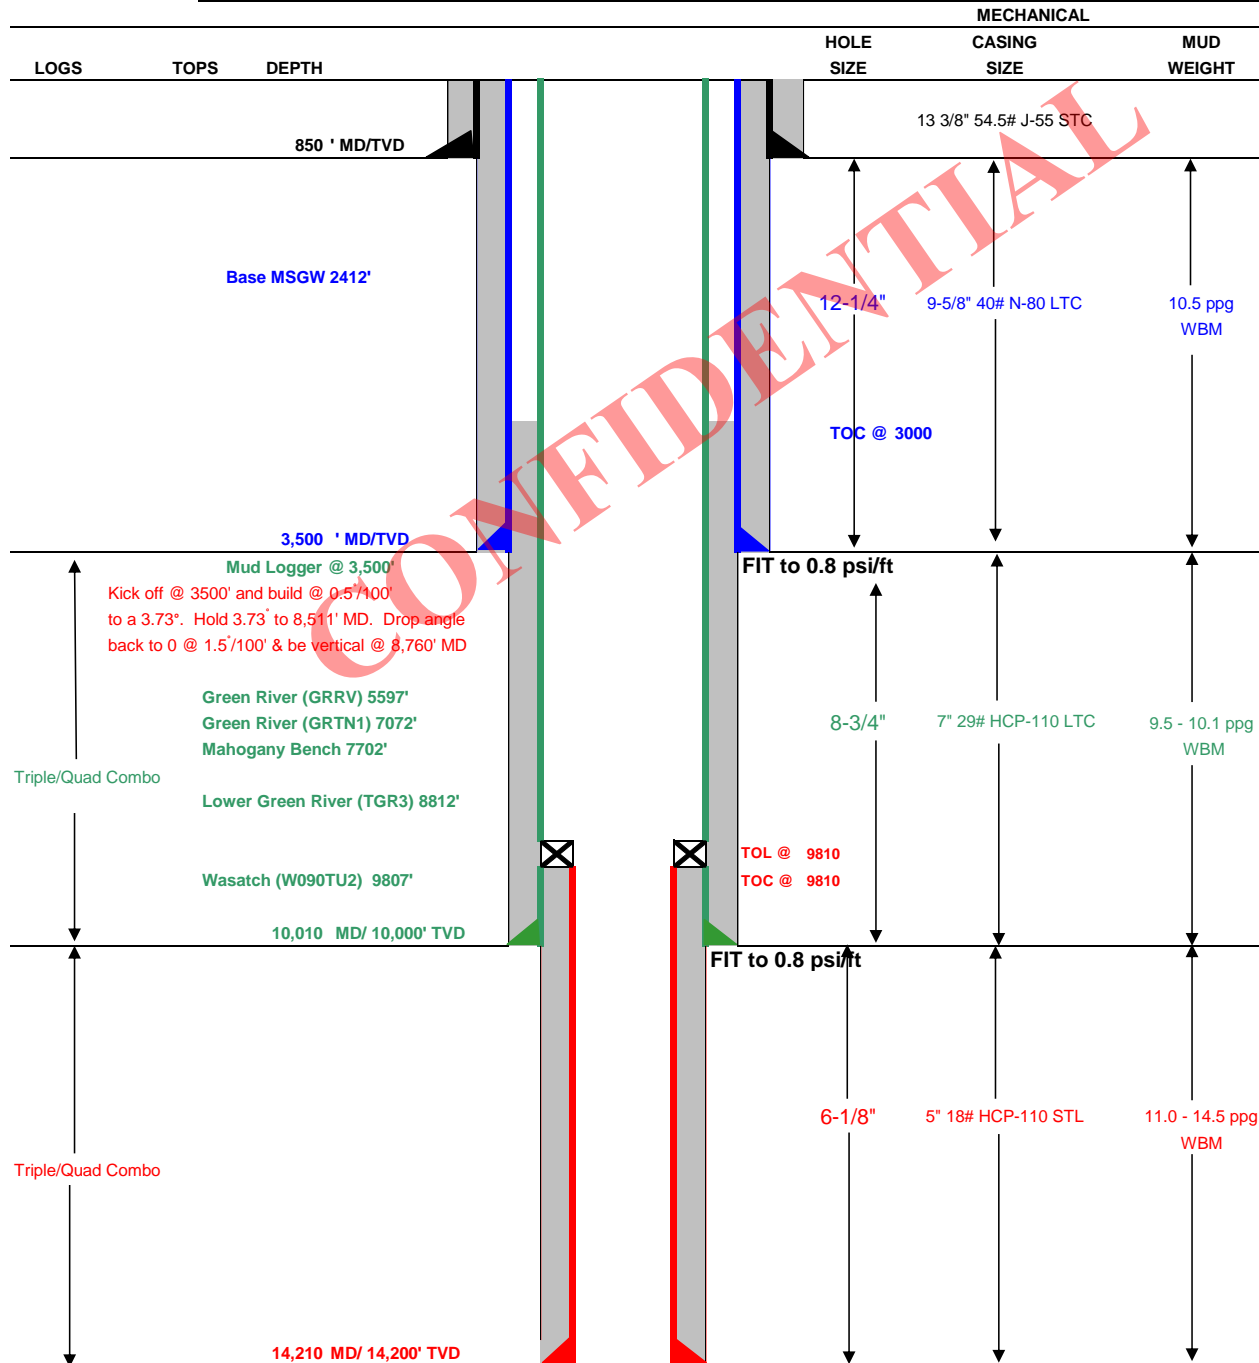 MECHANICAL
HOLE CASING MUD
LOGS TOPS DEPTH SIZE SIZE WEIGHT
13 3/8" 54.5# J-55 STC
850 ' MD/TVD
Base MSGW 2412'
12-1/4" 9-5/8" 40# N-80 LTC 10.5 ppg
WBM
TOC @ 3000
3,500 ' MD/TVD
Mud Logger @ 3,500'
FIT to 0.8 psi/ft
Kick off @ 3500' and build @ 0.5°/100'
to a 3.73°. Hold 3.73° to 8,511' MD. Drop angle
back to 0 @ 1.5°/100' & be vertical @ 8,760' MD
Green River (GRRV) 5597'
Green River (GRTN1) 7072'
8-3/4" 7" 29# HCP-110 LTC 9.5 - 10.1 ppg
Mahogany Bench 7702'
WBM
Triple/Quad Combo
Lower Green River (TGR3) 8812'
TOL @ 9810
Wasatch (W090TU2) 9807'
TOC @ 9810
10,010 MD/ 10,000' TVD
FIT to 0.8 psi/ft
6-1/8" 5" 18# HCP-110 STL 11.0 - 14.5 ppg
WBM
Triple/Quad Combo
14,210 MD/ 14,200' TVD
CONFIDENTIAL